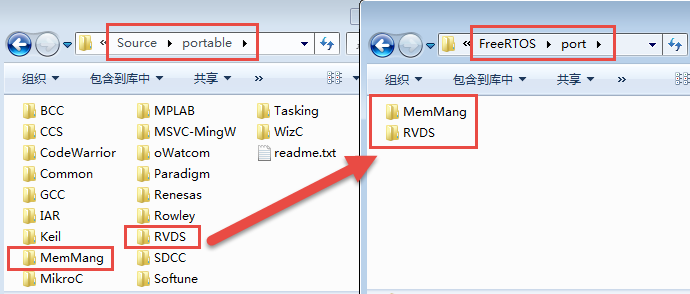 « Source ▸ portable ▸
组织 ▾ 包含到库中 ▾ 共享 ▾ »
BCC
CCS
CodeWarrior
Common
GCC
IAR
Keil
MemMang
MikroC
MPLAB
MSVC-MingW
oWatcom
Paradigm
Renesas
Rowley
RVDS
SDCC
Softune
Tasking
WizC
readme.txt
« FreeRTOS ▸ port ▸
组织 ▾ 包含到库中 ▾ 共享 ▾ »
MemMang
RVDS